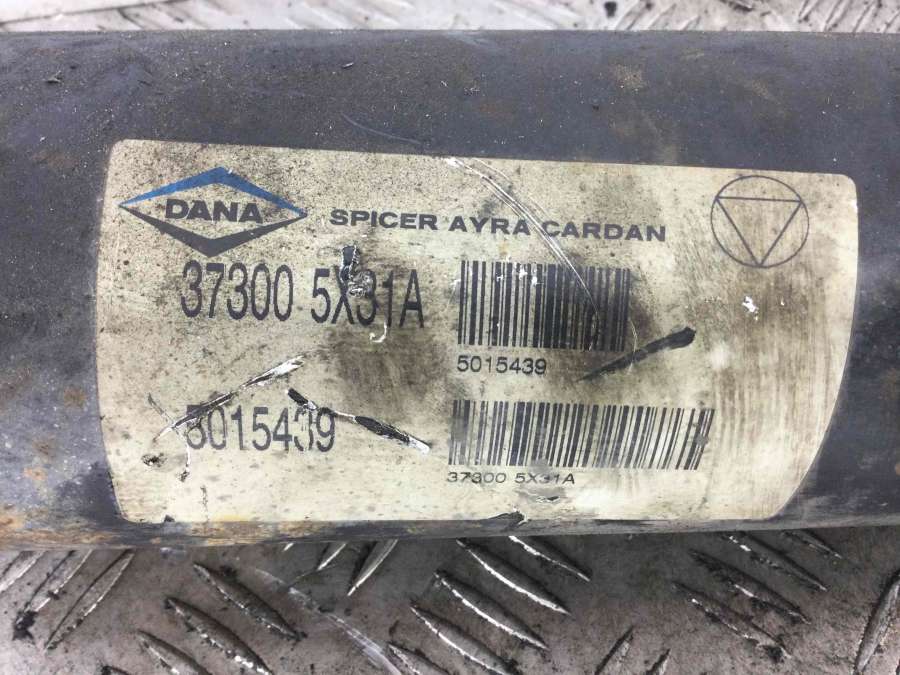 DANA
SPICER AYRA CARDAN
37300 5X31A
5015439
5015439
37300 5X31A